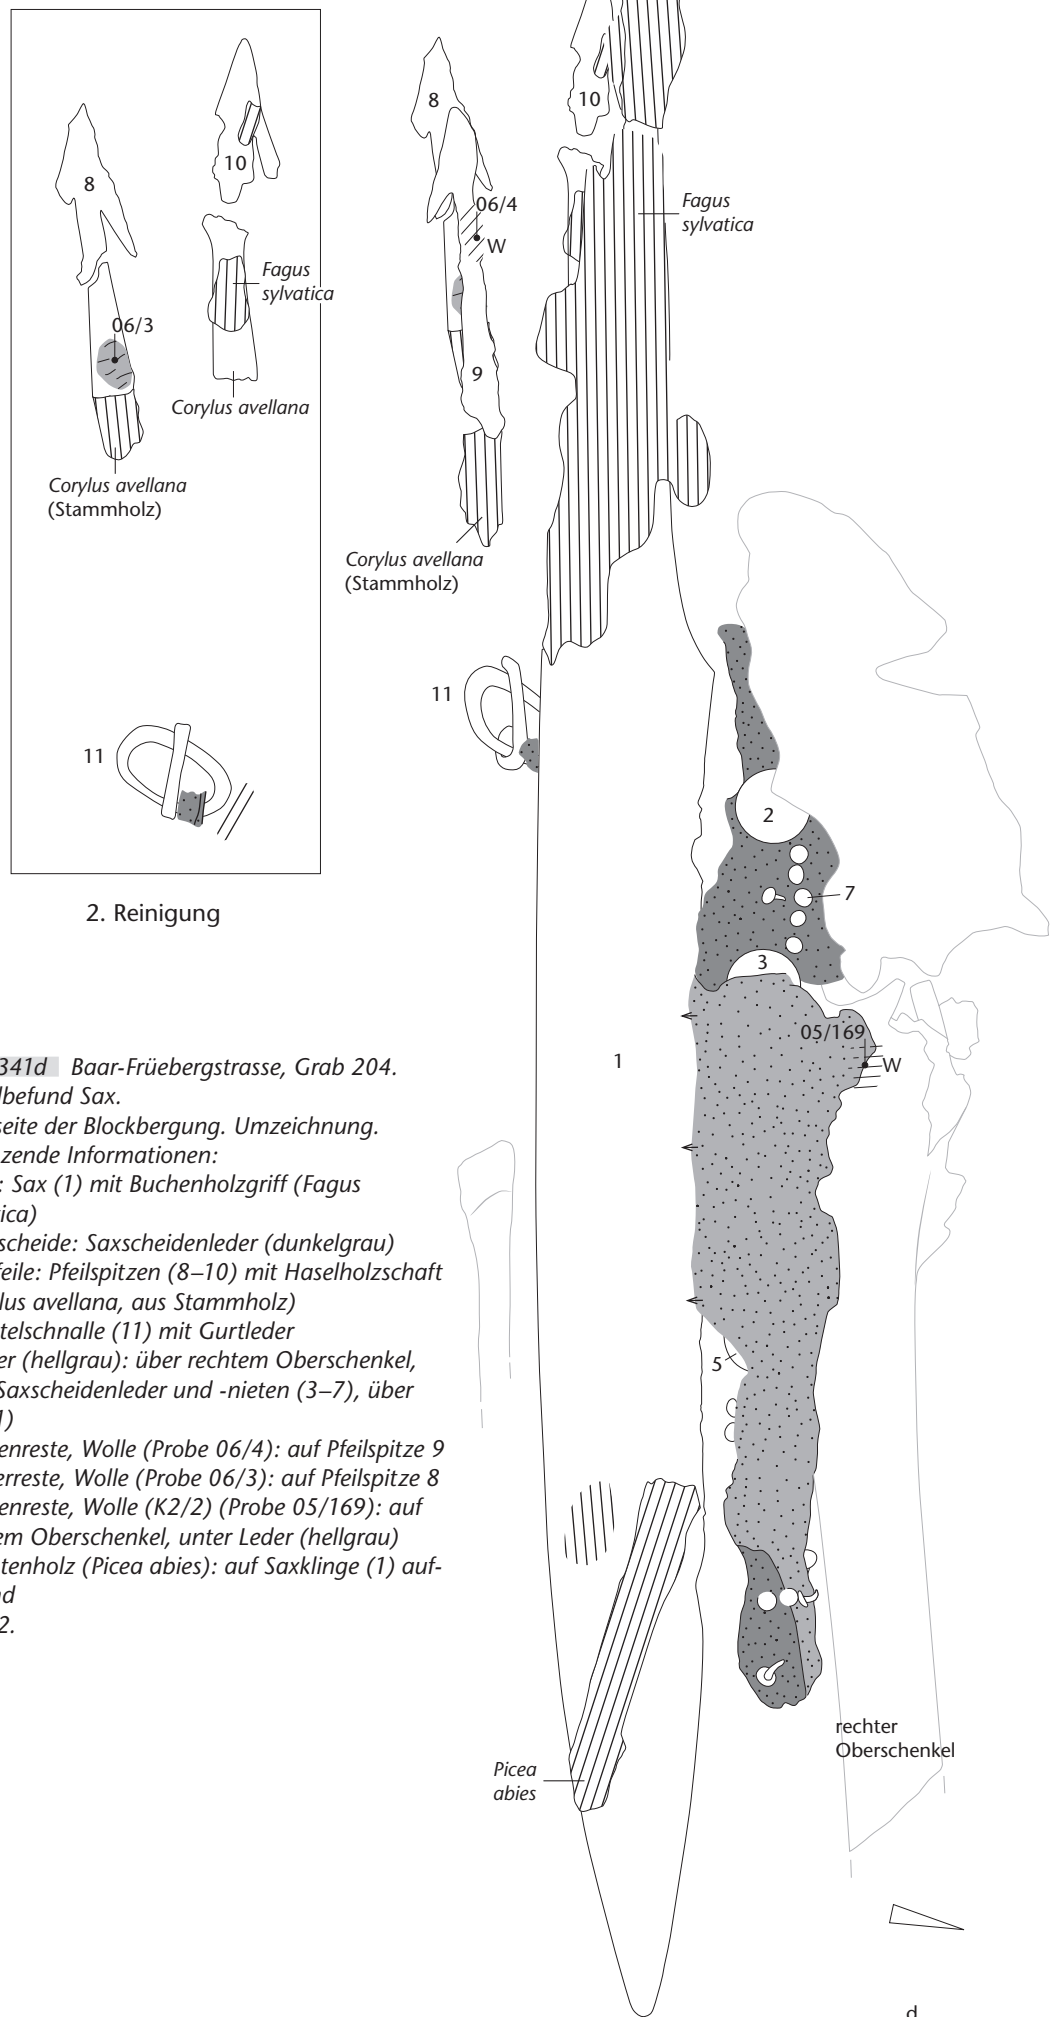 8
10
Fagus
sylvatica
06/3
Corylus avellana
Corylus avellana
(Stammholz)
11
2. Reinigung
8
10
06/4
W
Fagus
sylvatica
9
Corylus avellana
(Stammholz)
11
2
7
3
1
05/169
W
5
Picea
abies
rechter
Oberschenkel
d
341d Baar-Früebergstrasse, Grab 204.
lbefund Sax.
seite der Blockbergung. Umzeichnung.
zende Informationen:
: Sax (1) mit Buchenholzgriff (Fagus
ica)
scheide: Saxscheidenleder (dunkelgrau)
feile: Pfeilspitzen (8–10) mit Haselholzschaft
lus avellana, aus Stammholz)
telschnalle (11) mit Gurtleder
er (hellgrau): über rechtem Oberschenkel,
Saxscheidenleder und -nieten (3–7), über
1)
enreste, Wolle (Probe 06/4): auf Pfeilspitze 9
erreste, Wolle (Probe 06/3): auf Pfeilspitze 8
enreste, Wolle (K2/2) (Probe 05/169): auf
em Oberschenkel, unter Leder (hellgrau)
tenholz (Picea abies): auf Saxklinge (1) auf-
nd
2.